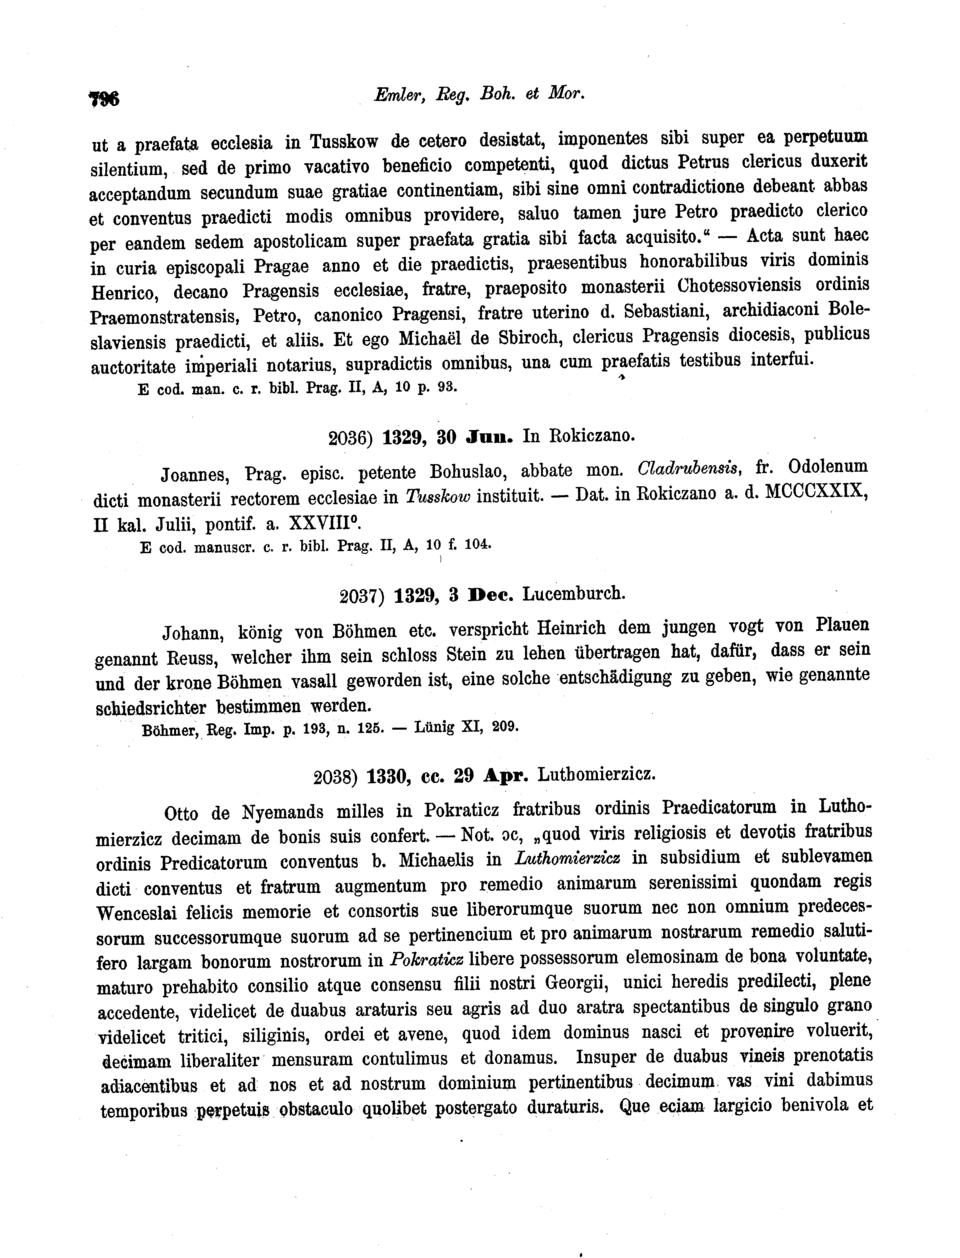 796
Emler, Reg. Boh. et Mor.
ut a praefata ecclesia in Tusskow de cetero desistat, imponentes sibi super ea perpetuum
silentium, sed de primo vacativo beneficio competenti, quod dictus Petrus clericus duxerit
acceptandum secundum suae gratiae continentiam, sibi sine omni contradictione debeant abbas
et conventus praedicti modis omnibus providere, saluo tamen jure Petro praedicto clerico
per eandem sedem apostolicam super praefata gratia sibi facta acquisito.“ — Acta sunt haec
in curia episcopali Pragae anno et die praedictis, praesentibus honorabilibus viris dominis
Henrico, decano Pragensis ecclesiae, fratre, praeposito monasterii Chotessoviensis ordinis
Praemonstratensis, Petro, canonico Pragensi, fratre uterino d. Sebastiani, archidiaconi Bole-
slaviensis praedicti, et aliis. Et ego Michaël de Sbiroch, clericus Pragensis diocesis, publicus
auctoritate imperiali notarius, supradictis omnibus, una cum praefatis testibus interfui.
E cod. man. c. r. bibl. Prag. II, A, 10 p. 93.
2036) 1329, 30 Jun. In Rokiczano.
Joannes, Prag. episc. petente Bohuslao, abbate mon. Cladrubensis, fr. Odolenum
dicti monasterii rectorem ecclesiae in Tusskow instituit. — Dat. in Rokiczano a. d. MCCCXXIX,
II kal. Julii, pontif. a. XXVIII⁰.
E cod. manuscr. c. r. bibl. Prag. II, A, 10 f. 104.
2037) 1329, 3 Dec. Lucemburch.
Johann, könig von Böhmen etc. verspricht Heinrich dem jungen vogt von Plauen
genannt Reuss, welcher ihm sein schloss Stein zu lehen übertragen hat, dafür, dass er sein
und der krone Böhmen vasall geworden ist, eine solche entschädigung zu geben, wie genannte
schiedsrichter bestimmen werden.
Böhmer, Reg. Imp. p. 193, n. 125. — Lünig XI, 209.
2038) 1330, cc. 29 Apr. Luthomierzicz.
Otto de Nyemands milles in Pokraticz fratribus ordinis Praedicatorum in Lutho-
mierzicz decimam de bonis suis confert. — Not. ɔc, „quod viris religiosis et devotis fratribus
ordinis Predicatorum conventus b. Michaelis in Luthomierzicz in subsidium et sublevamen
dicti conventus et fratrum augmentum pro remedio animarum serenissimi quondam regis
Wenceslai felicis memorie et consortis sue liberorumque suorum nec non omnium predeces-
sorum successorumque suorum ad se pertinencium et pro animarum nostrarum remedio saluti-
fero largam bonorum nostrorum in Pokraticz libere possessorum elemosinam de bona voluntate,
maturo prehabito consilio atque consensu filii nostri Georgii, unici heredis predilecti, plene
accedente, videlicet de duabus araturis seu agris ad duo aratra spectantibus de singulo grano
videlicet tritici, siliginis, ordei et avene, quod idem dominus nasci et provenire voluerit,
decimam liberaliter mensuram contulimus et donamus. Insuper de duabus vineis prenotatis
adiacentibus et ad nos et ad nostrum dominium pertinentibus decimum vas vini dabimus
temporibus perpetuis obstaculo quolibet postergato duraturis. Que eciam largicio benivola et